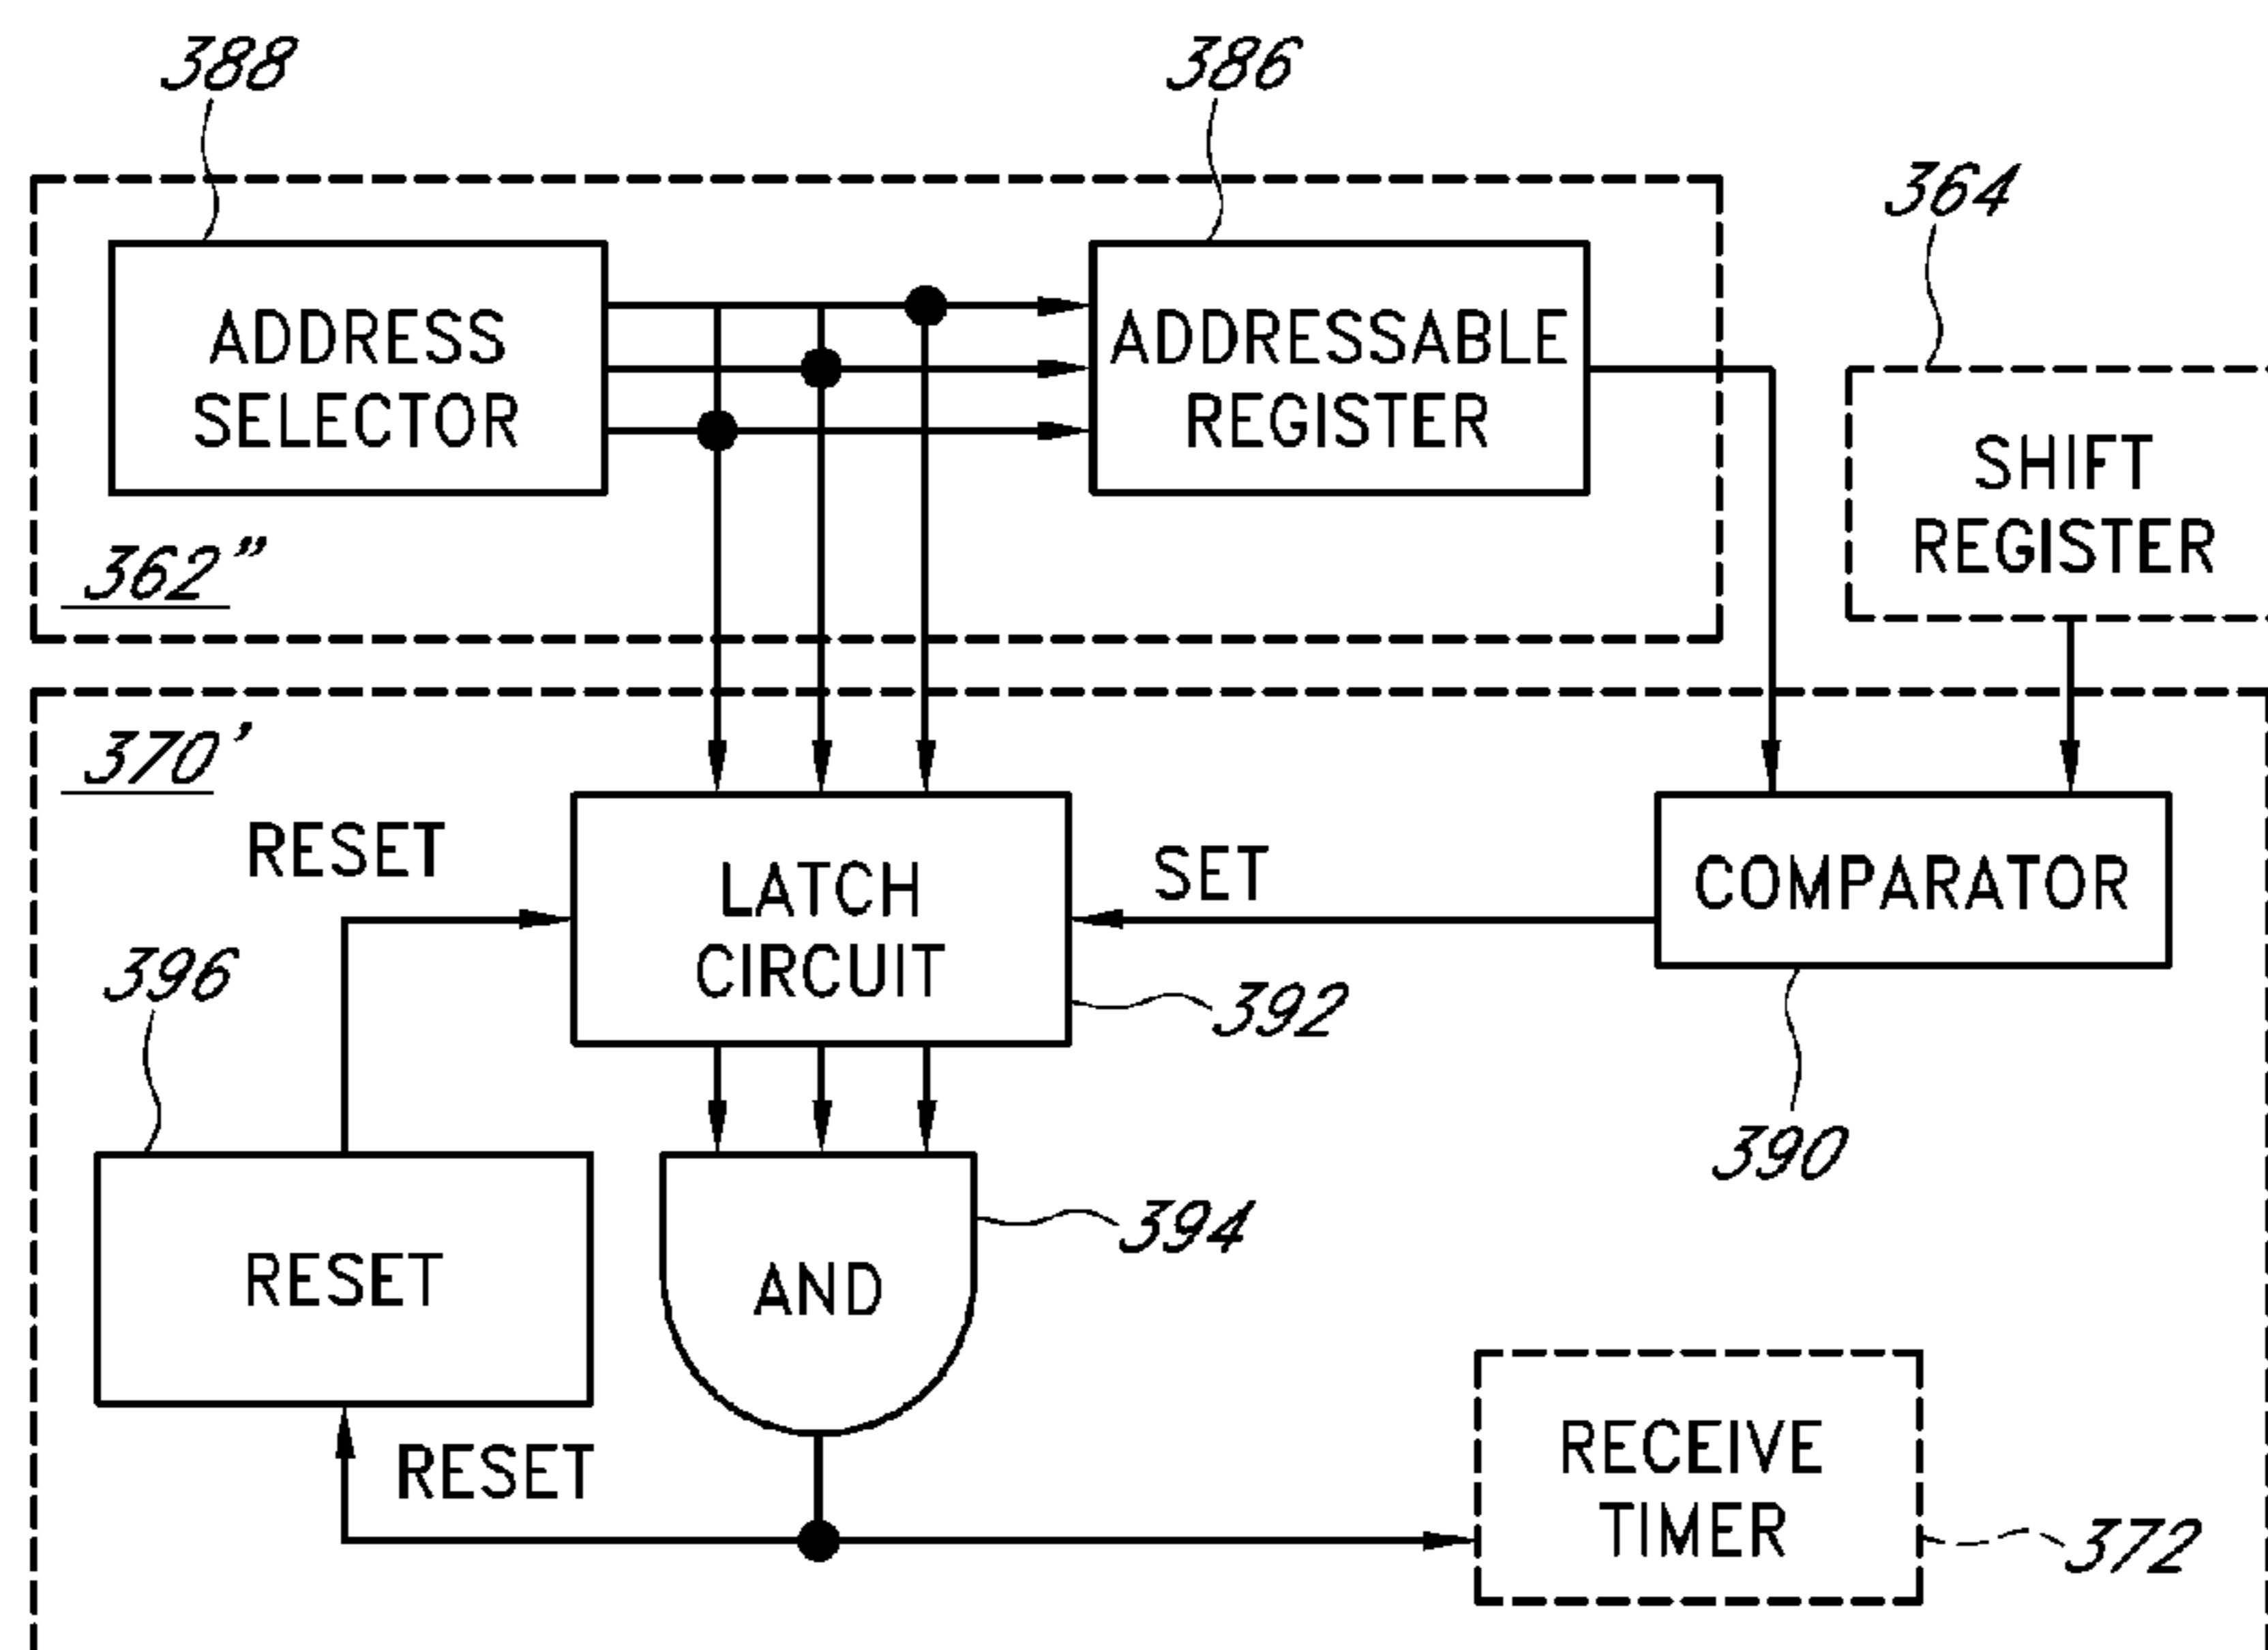 388
386
364
ADDRESS
SELECTOR
ADDRESSABLE
REGISTER
SHIFT
REGISTER
362”
370’
RESET
LATCH
CIRCUIT
SET
COMPARATOR
396
392
390
394
RESET
AND
RESET
RECEIVE
TIMER
372